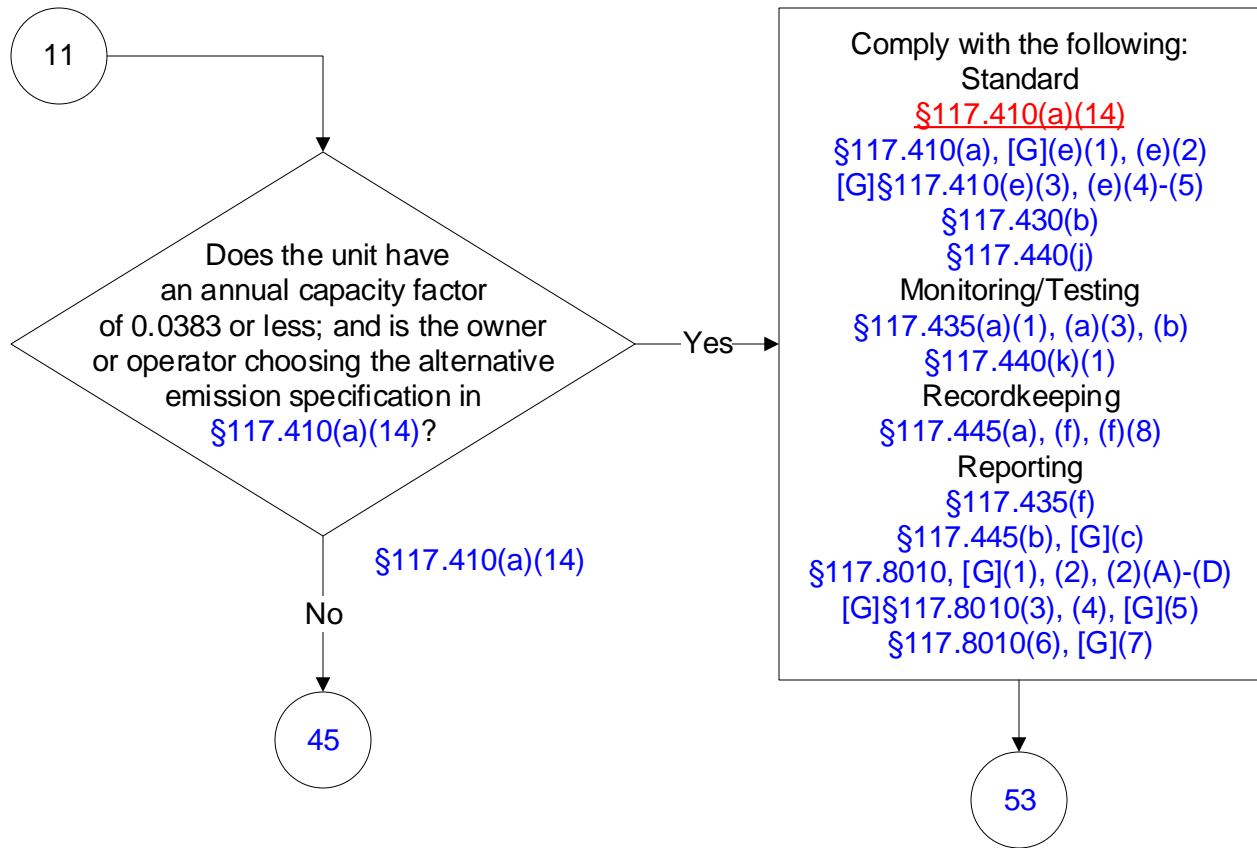 11
Does the unit have
an annual capacity factor
of 0.0383 or less; and is the owner
or operator choosing the alternative
emission specification in
§117.410(a)(14)?
Yes
§117.410(a)(14)
No
45
Comply with the following:
Standard
§117.410(a)(14)
§117.410(a), [G](e)(1), (e)(2)
[G]§117.410(e)(3), (e)(4)-(5)
§117.430(b)
§117.440(j)
Monitoring/Testing
§117.435(a)(1), (a)(3), (b)
§117.440(k)(1)
Recordkeeping
§117.445(a), (f), (f)(8)
Reporting
§117.435(f)
§117.445(b), [G](c)
§117.8010, [G](1), (2), (2)(A)-(D)
[G]§117.8010(3), (4), [G](5)
§117.8010(6), [G](7)
53